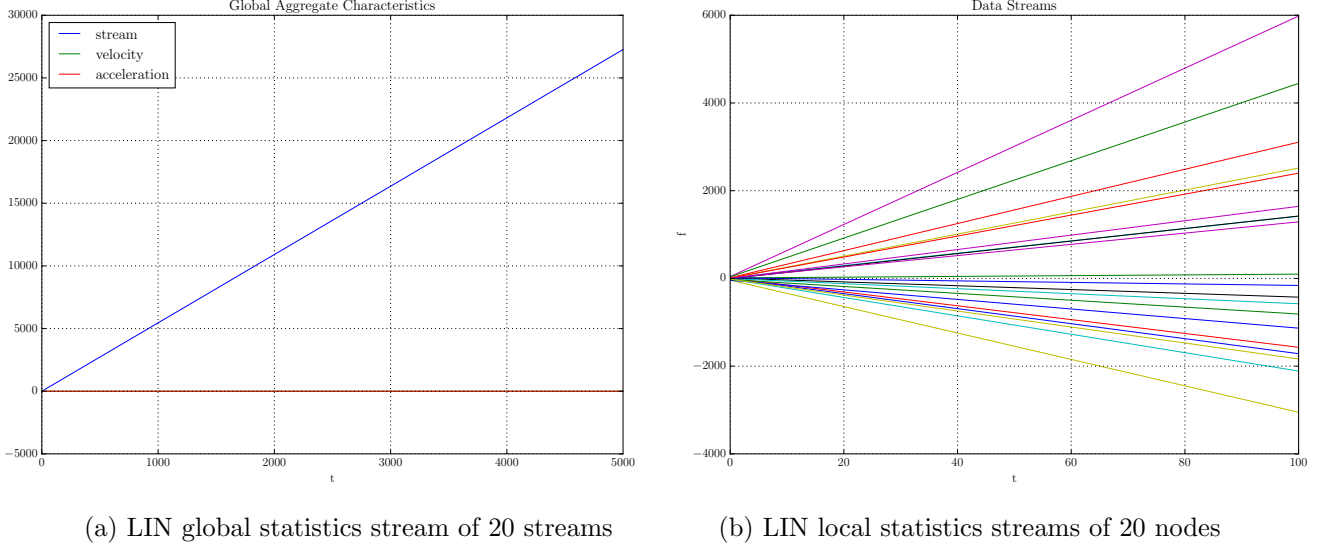 Global Aggregate Characteristics
30000
25000
20000
15000
10000
5000
0
−5000
0 1000 2000 3000 4000 5000
t
stream
velocity
acceleration
(a) LIN global statistics stream of 20 streams
Data Streams
6000
4000
2000
0
−2000
−4000
f
0 20 40 60 80 100
t
(b) LIN local statistics streams of 20 nodes